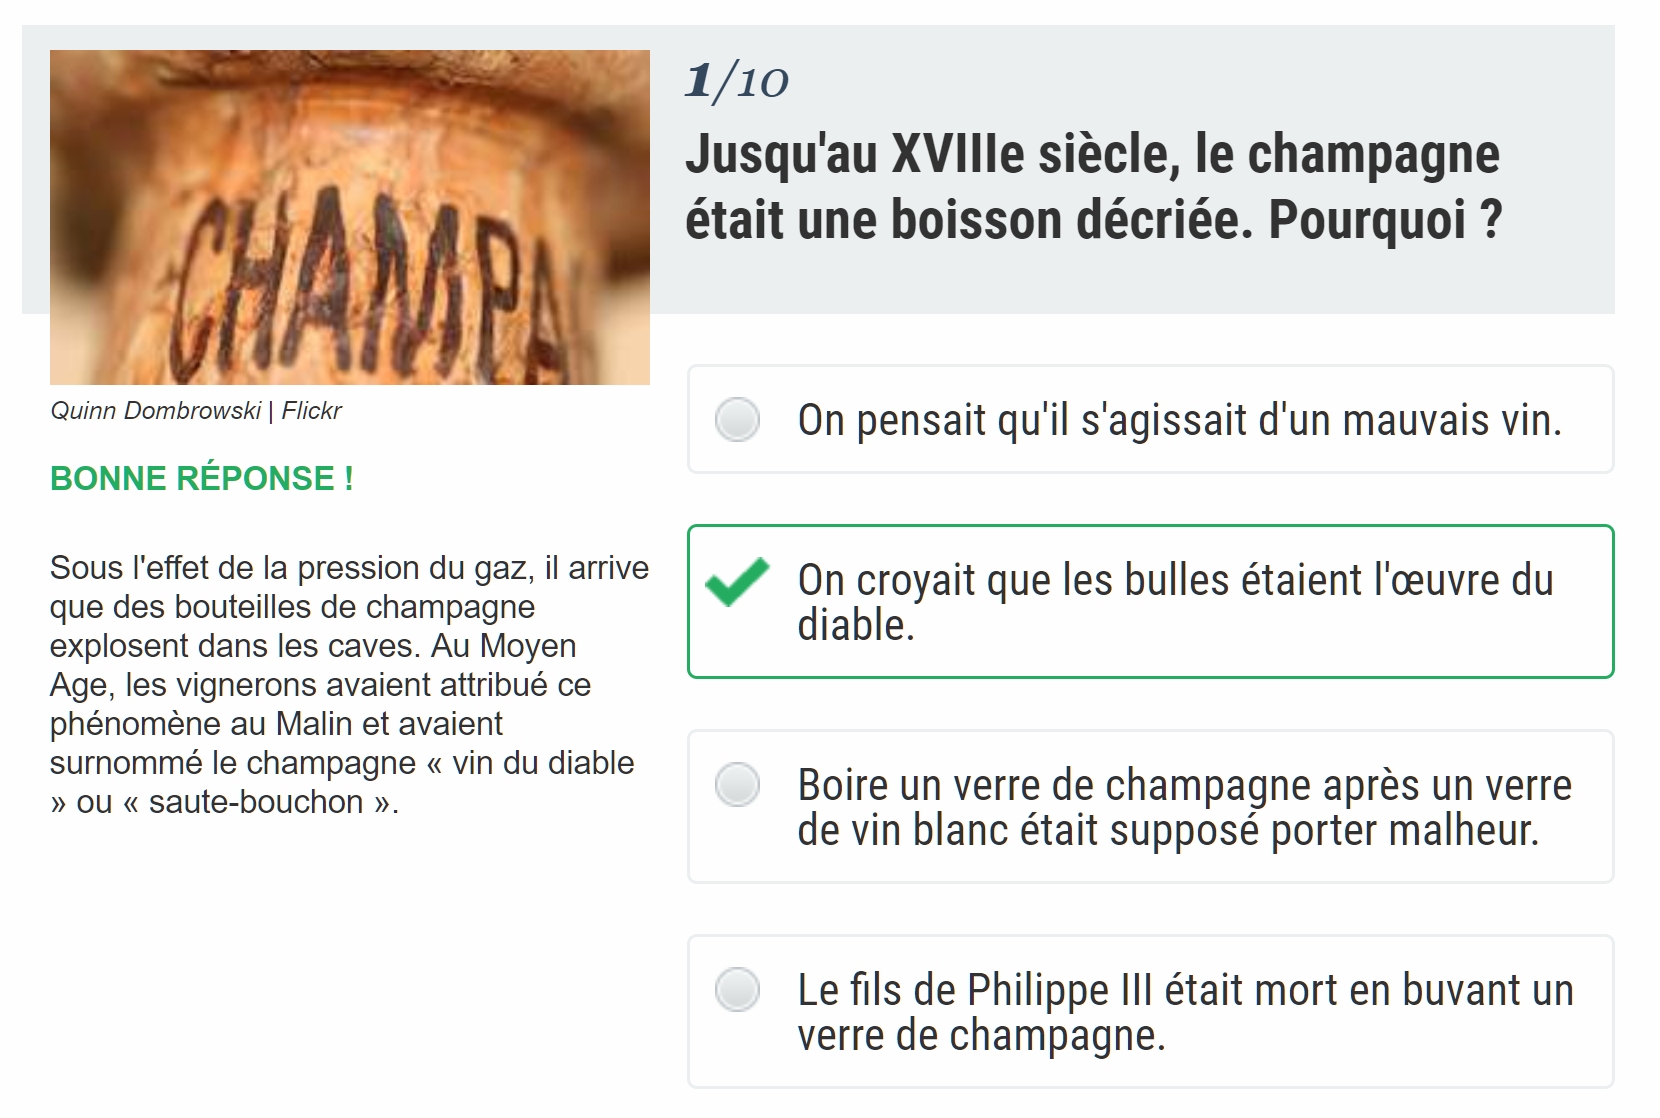 CHAMPA
1/10
Jusqu'au XVIIIe siècle, le champagne
était une boisson décriée. Pourquoi ?
Quinn Dombrowski | Flickr
BONNE RÉPONSE !
Sous l'effet de la pression du gaz, il arrive
que des bouteilles de champagne
explosent dans les caves. Au Moyen
Age, les vignerons avaient attribué ce
phénomène au Malin et avaient
surnommé le champagne « vin du diable
» ou « saute-bouchon ».
On pensait qu'il s'agissait d'un mauvais vin.
On croyait que les bulles étaient l'œuvre du
diable.
Boire un verre de champagne après un verre
de vin blanc était supposé porter malheur.
Le fils de Philippe III était mort en buvant un
verre de champagne.